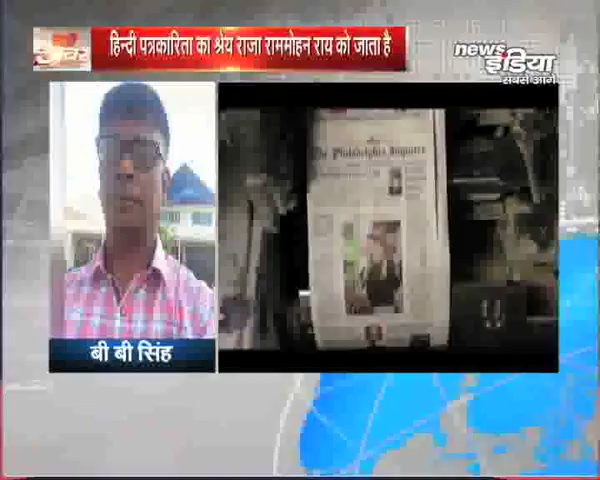 हिन्दी पत्रकारिता का श्रेय राजा राममोहन राय को जाता है
news
इंडिया
सबसे आगे
The Philadelphia Inquirer
बी बी सिंह